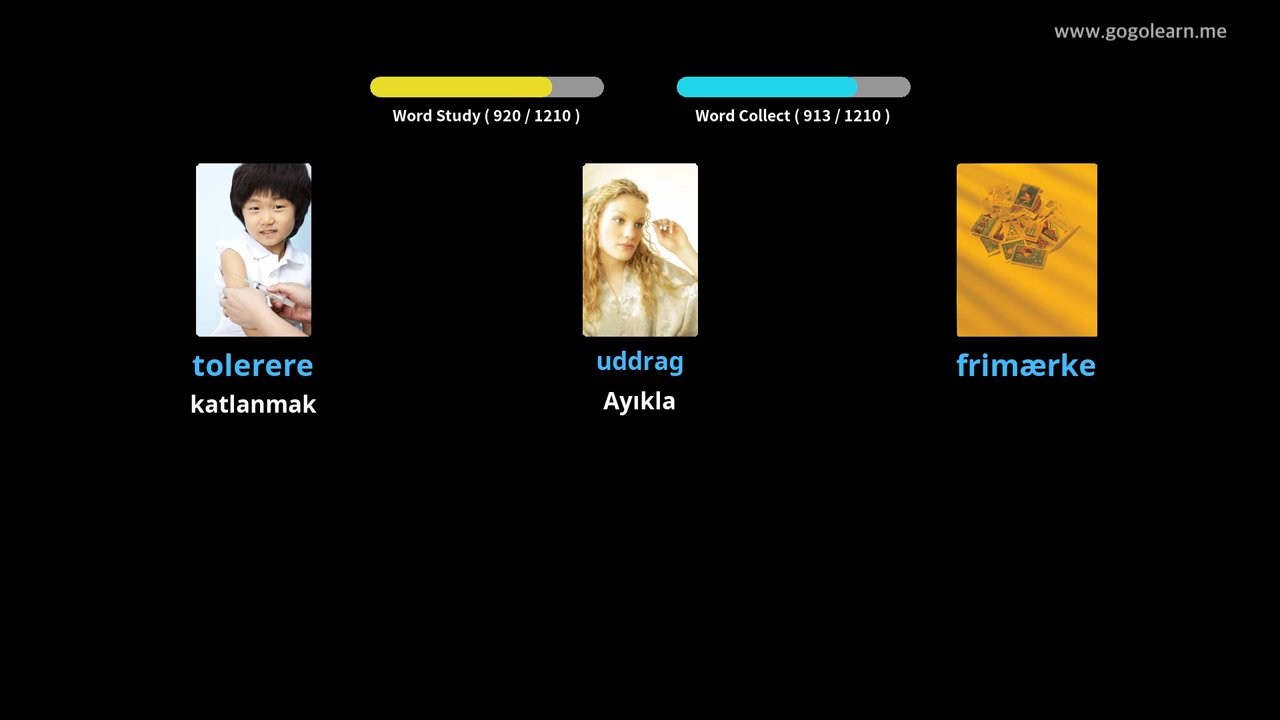 www.gogolearn.me
Word Study ( 920 / 1210 )
Word Collect ( 913 / 1210 )
tolerere
katlanmak
uddrag
Ayıkla
frimærke